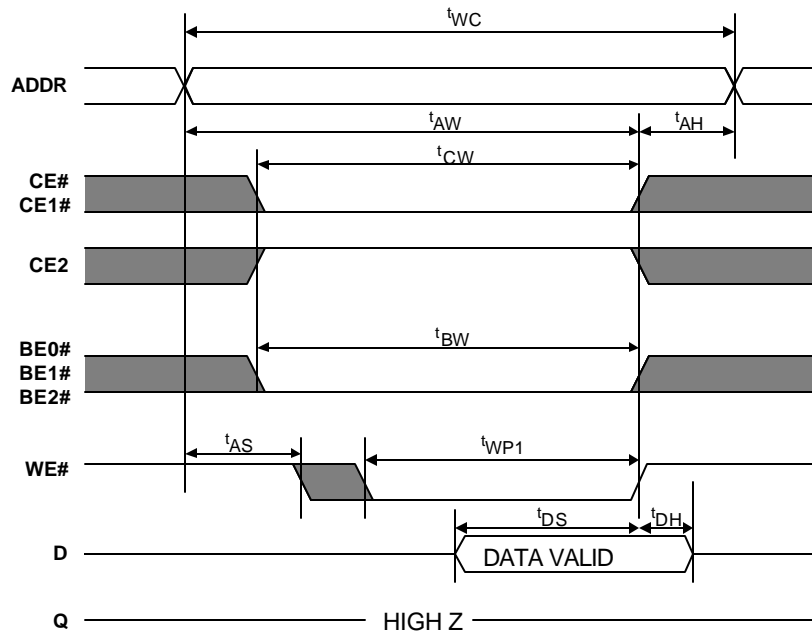 tWC
ADDR
tAW
tAH
tCW
CE#
CE1#
CE2
tBW
BE0#
BE1#
BE2#
tAS
tWP1
WE#
tDS
tDH
D
DATA VALID
Q
HIGH Z